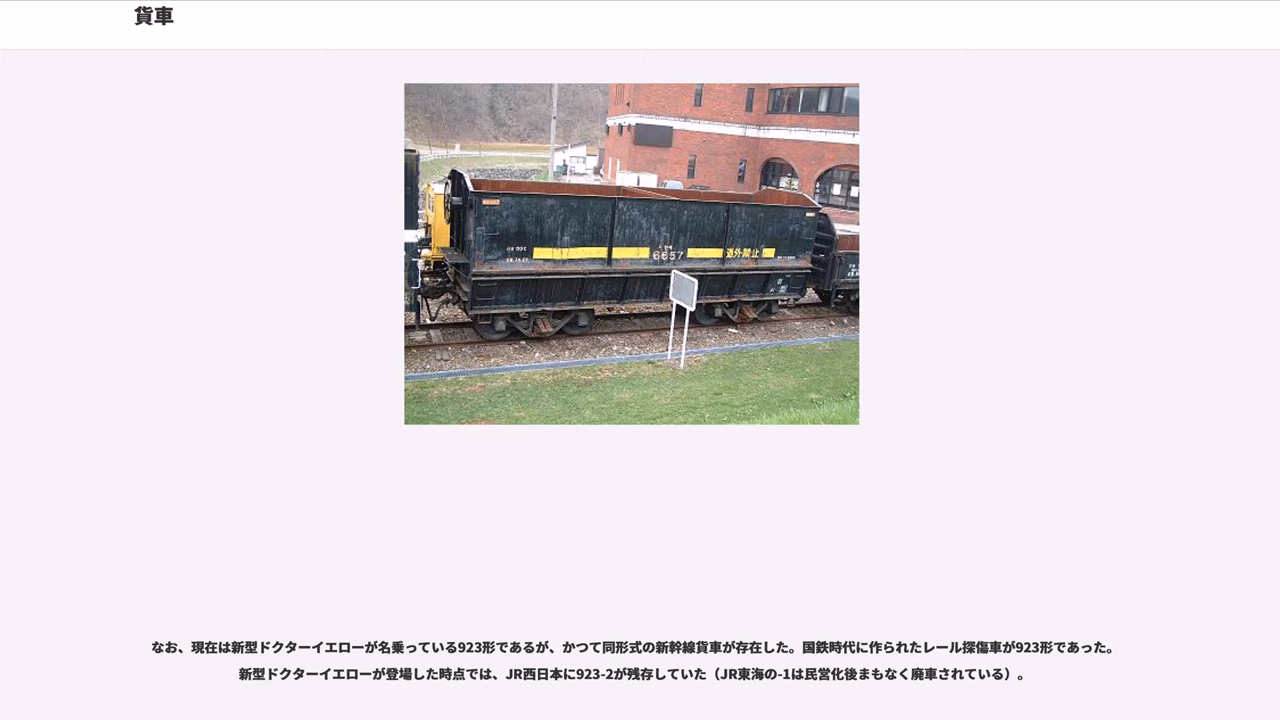 貨車
6657
道外禁止
なお、現在は新型ドクターイエローが名乗っている923形であるが、かつて同形式の新幹線貨車が存在した。国鉄時代に作られたレール探傷車が923形であった。
新型ドクターイエローが登場した時点では、JR西日本に923-2が残存していた（JR東海の-1は民営化後まもなく廃車されている）。